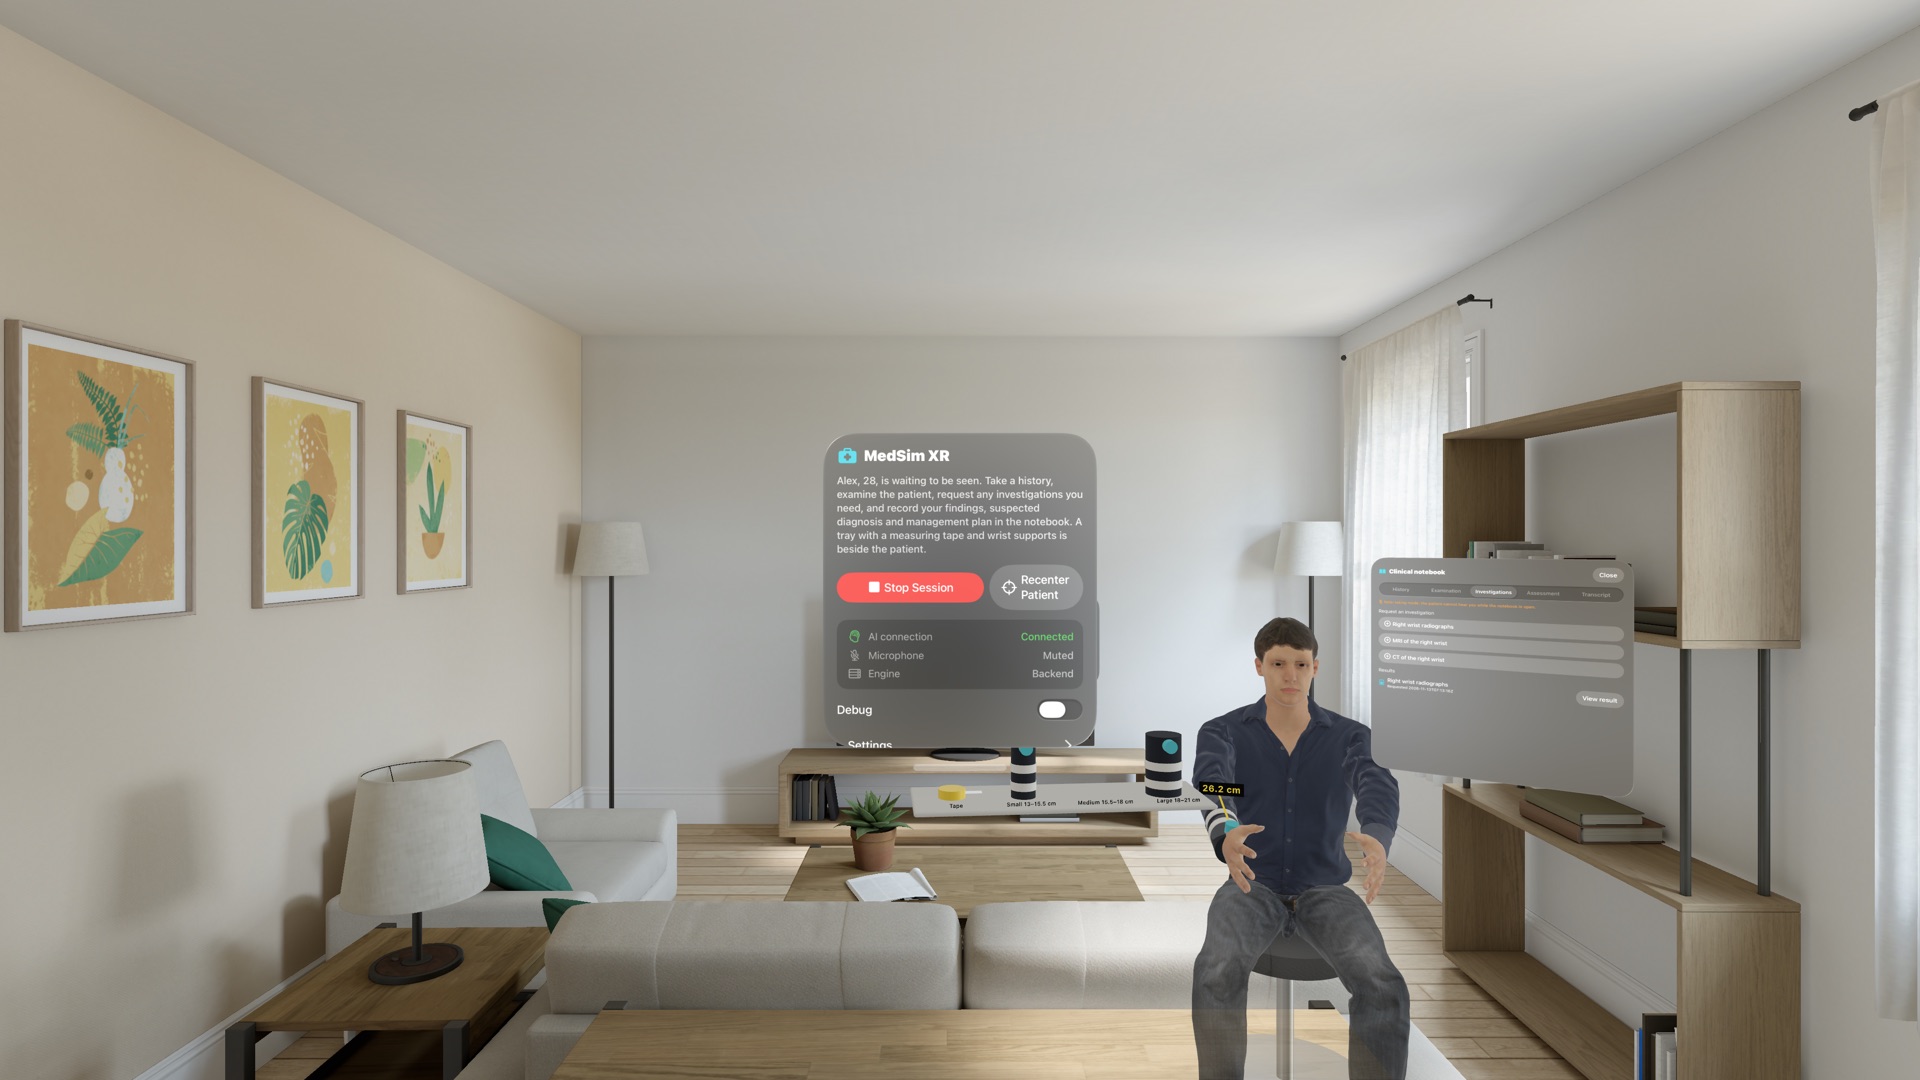 MedSim XR
Alex, 28, is waiting to be seen. Take a history,
examine the patient, request any investigations you
need, and record your findings, suspected
diagnosis and management plan in the notebook. A
tray with a measuring tape and wrist supports is
beside the patient.
Stop Session
Recenter
Patient
AI connection
Connected
Microphone
Muted
Engine
Backend
Debug
Settings
Tape
Small 13–15.5 cm
Medium 15.5–18 cm
Large 18–21 cm
26.2 cm
Clinical notebook
Close
History
Examination
Investigations
Assessment
Transcript
Request an investigation
Right wrist radiographs
MRI of the right wrist
CT of the right wrist
Results
Right wrist radiographs
View result